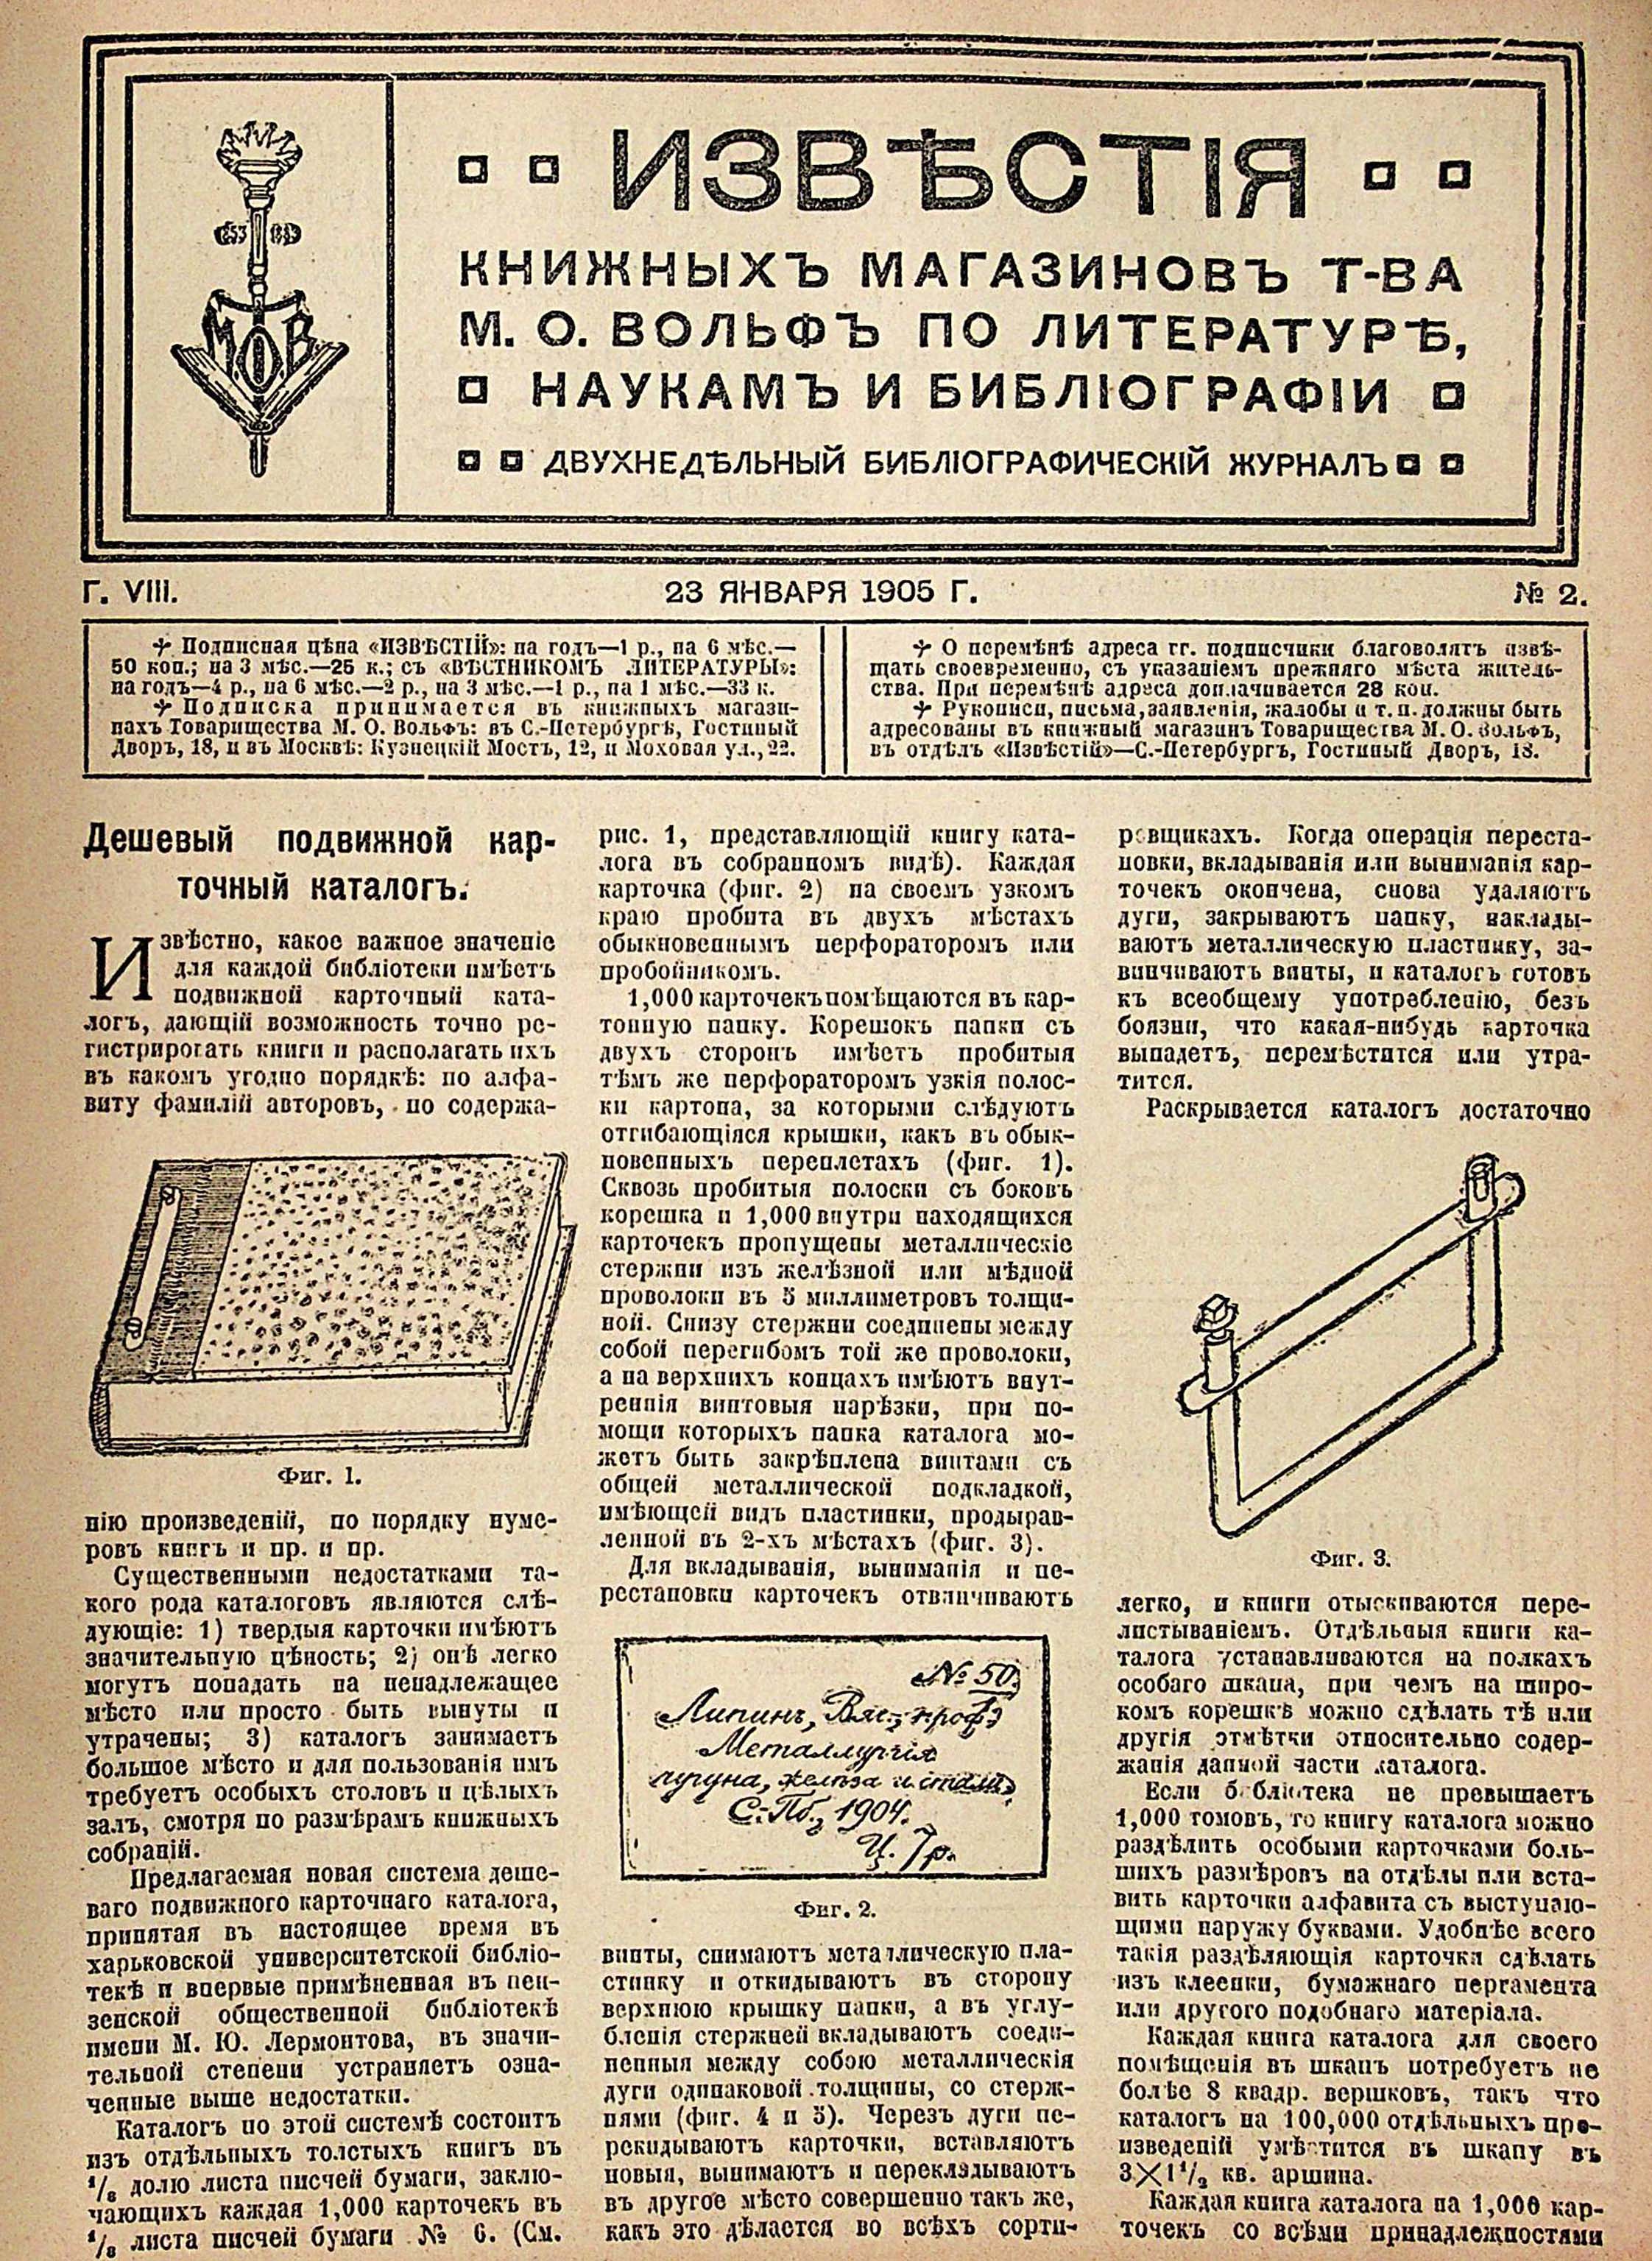 ИЗВѢСТІЯ
КНИЖНЫХЪ МАГАЗИНОВЪ Т-ВА
М. О. ВОЛЬФЪ ПО ЛИТЕРАТУРѢ,
НАУКАМЪ И БИБЛІОГРАФІИ
ДВУХНЕДѢЛЬНЫЙ БИБЛІОГРАФИЧЕСКІЙ ЖУРНАЛЪ
МОВ
Г. VIII.
23 ЯНВАРЯ 1905 Г.
№ 2.
Подписная цѣна «ИЗВѢСТІЙ»: на годъ—1 р., на 6 мѣс.—
50 коп.; на 3 мѣс.—25 к.; съ «ВѢСТНИКОМЪ ЛИТЕРАТУРЫ»:
на годъ—4 р., на 6 мѣс.—2 р., на 3 мѣс.—1 р., на 1 мѣс.—33 к.
Подписка принимается въ книжныхъ магази-
нахъ Товарищества М. О. Вольфъ: въ С.-Петербургѣ, Гостиный
Дворъ, 18, и въ Москвѣ: Кузнецкій Мостъ, 12, и Моховая ул., 22.
О перемѣнѣ адреса гг. подписчики благоволятъ извѣ-
щать своевременно, съ указаніемъ прежняго мѣста житель-
ства. При перемѣнѣ адреса доплачивается 28 коп.
Рукописи, письма, заявленія, жалобы и т. п. должны быть
адресованы въ книжный магазинъ Товарищества М. О. Вольфъ,
въ отдѣлъ «Извѣстій»—С.-Петербургъ, Гостиный Дворъ, 18.
Дешевый подвижной кар-
точный каталогъ.
Извѣстно, какое важное значеніе
для каждой библіотеки имѣетъ
подвижной карточный ката-
логъ, дающій возможность точно ре-
гистрировать книги и располагать ихъ
въ какомъ угодно порядкѣ: по алфа-
виту фамилій авторовъ, по содержа-
Фиг. 1.
нію произведеній, по порядку нуме-
ровъ книгъ и пр. и пр.
Существенными недостатками та-
кого рода каталоговъ являются слѣ-
дующіе: 1) твердыя карточки имѣютъ
значительную цѣность; 2) онѣ легко
могутъ попадать на ненадлежащее
мѣсто или просто быть вынуты и
утрачены; 3) каталогъ занимаетъ
большое мѣсто и для пользованія имъ
требуетъ особыхъ столовъ и цѣлыхъ
залъ, смотря по размѣрамъ книжныхъ
собраній.
Предлагаемая новая система деше-
ваго подвижного карточнаго каталога,
принятая въ настоящее время въ
харьковской университетской библіо-
текѣ и впервые примѣненная въ пен-
зенской общественной библіотекѣ
имени М. Ю. Лермонтова, въ значи-
тельной степени устраняетъ озна-
ченные выше недостатки.
Каталогъ по этой системѣ состоитъ
изъ отдѣльныхъ толстыхъ книгъ въ
1/8 долю листа писчей бумаги, заклю-
чающихъ каждая 1,000 карточекъ въ
1/8 листа писчей бумаги № 6. (См.
рис. 1, представляющій книгу ката-
лога въ собранномъ видѣ). Каждая
карточка (фиг. 2) на своемъ узкомъ
краю пробита въ двухъ мѣстахъ
обыкновеннымъ перфораторомъ или
пробойникомъ.
1,000 карточекъ помѣщаются въ кар-
тонную папку. Корешокъ папки съ
двухъ сторонъ имѣетъ пробитыя
тѣмъ же перфораторомъ узкія полос-
ки картона, за которыми слѣдуютъ
отгибающіяся крышки, какъ въ обык-
новенныхъ переплетахъ (фиг. 1).
Сквозь пробитыя полоски съ боковъ
корешка и 1,000 внутри находящихся
карточекъ пропущены металлическіе
стержни изъ желѣзной или мѣдной
проволоки въ 5 миллиметровъ толщи-
ной. Снизу стержни соединены между
собой перегибомъ той же проволоки,
а на верхнихъ концахъ имѣютъ внут-
реннія винтовыя нарѣзки, при по-
мощи которыхъ папка каталога мо-
жетъ быть закрѣплена винтами съ
общей металлической подкладкой,
имѣющей видъ пластинки, продырав-
ленной въ 2-хъ мѣстахъ (фиг. 3).
Для вкладыванія, выниманія и пе-
рестановки карточекъ отвинчиваютъ
№ 50.
Липинъ, Вяс., проф.
Металлургія
чугуна, желѣза и стали.
С.-Пб., 1904.
Ц. 7 р.
Фиг. 2.
винты, снимаютъ металлическую пла-
стинку и откидываютъ въ сторону
верхнюю крышку папки, а въ углу-
бленія стержней вкладываютъ соеди-
ненныя между собою металлическія
дуги одинаковой толщины, со стерж-
нями (фиг. 4 и 5). Черезъ дуги пе-
рекидываютъ карточки, вставляютъ
новыя, вынимаютъ и перекладываютъ
въ другое мѣсто совершенно такъ же,
какъ это дѣлается во всѣхъ сорти-
ровщикахъ. Когда операція переста-
новки, вкладыванія или выниманія кар-
точекъ окончена, снова удаляютъ
дуги, закрываютъ папку, наклады-
ваютъ металлическую пластинку, за-
винчиваютъ винты, и каталогъ готовъ
къ всеобщему употребленію, безъ
боязни, что какая-нибудь карточка
выпадетъ, перемѣстится или утра-
тится.
Раскрывается каталогъ достаточно
Фиг. 3.
легко, и книги отыскиваются пере-
листываніемъ. Отдѣльныя книги ка-
талога устанавливаются на полкахъ
особаго шкапа, при чемъ на широ-
комъ корешкѣ можно сдѣлать тѣ или
другія отмѣтки относительно содер-
жанія данной части каталога.
Если библіотека не превышаетъ
1,000 томовъ, то книгу каталога можно
раздѣлить особыми карточками боль-
шихъ размѣровъ на отдѣлы или вста-
вить карточки алфавита съ выступаю-
щими наружу буквами. Удобнѣе всего
такія раздѣляющія карточки сдѣлать
изъ клеенки, бумажнаго пергамента
или другого подобнаго матеріала.
Каждая книга каталога для своего
помѣщенія въ шкапъ потребуетъ не
болѣе 8 квадр. вершковъ, такъ что
каталогъ на 100,000 отдѣльныхъ про-
изведеній умѣстится въ шкапу въ
3×1 1/2 кв. аршина.
Каждая книга каталога на 1,000 кар-
точекъ со всѣми принадлежностями